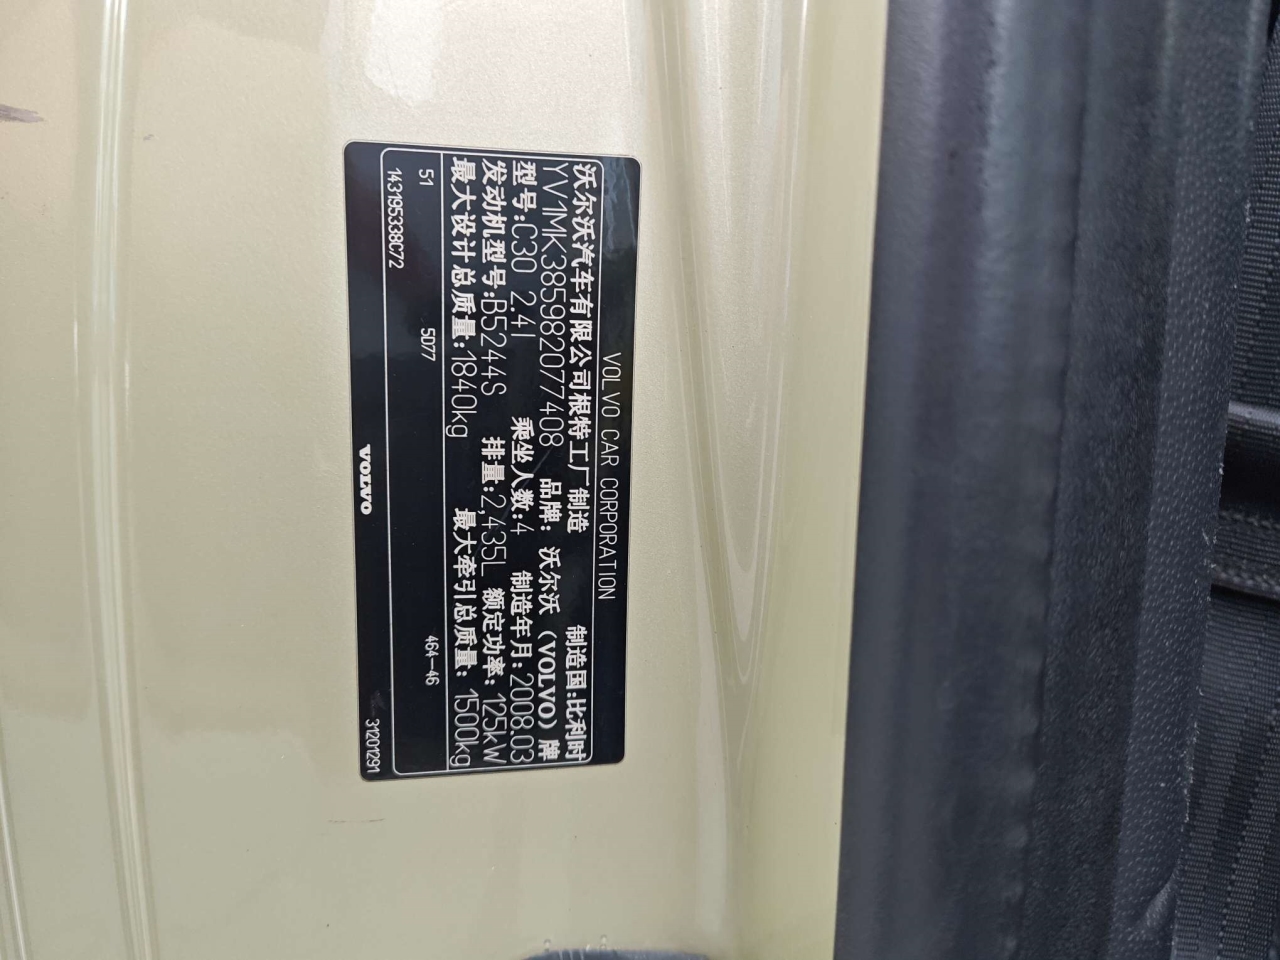 VOLVO CAR CORPORATION
沃尔沃汽车有限公司根特工厂制造 制造国:比利时
YV1MK385982077408 品牌: 沃尔沃 (VOLVO) 牌
型号:C30 2.4l 乘坐人数:4 制造年月:2008.03
发动机型号:B5244S 排量:2,435L 额定功率: 125kW
最大设计总质量:1840kg 最大牵引总质量: 1500kg
51 5D77 464-46
143195338C72
VOLVO 31201291